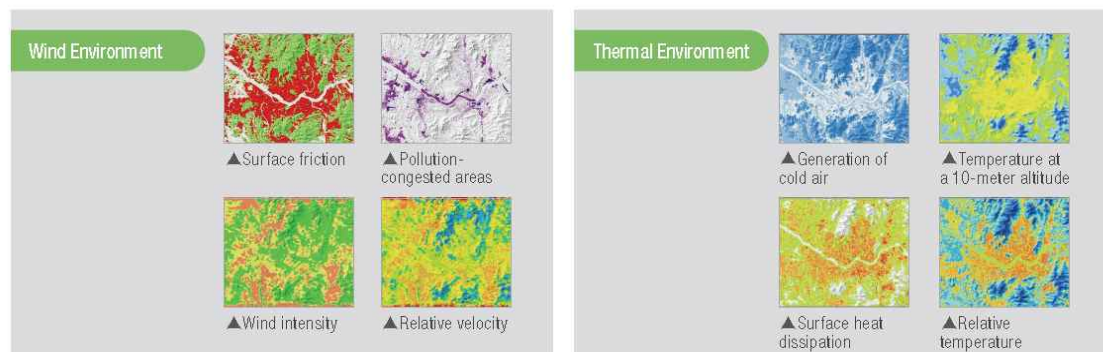 Wind Environment
▲Surface friction
▲Pollution-
congested areas
▲Wind intensity
▲Relative velocity
Thermal Environment
▲Generation of
cold air
▲Temperature at
a 10-meter altitude
▲Surface heat
dissipation
▲Relative
temperature